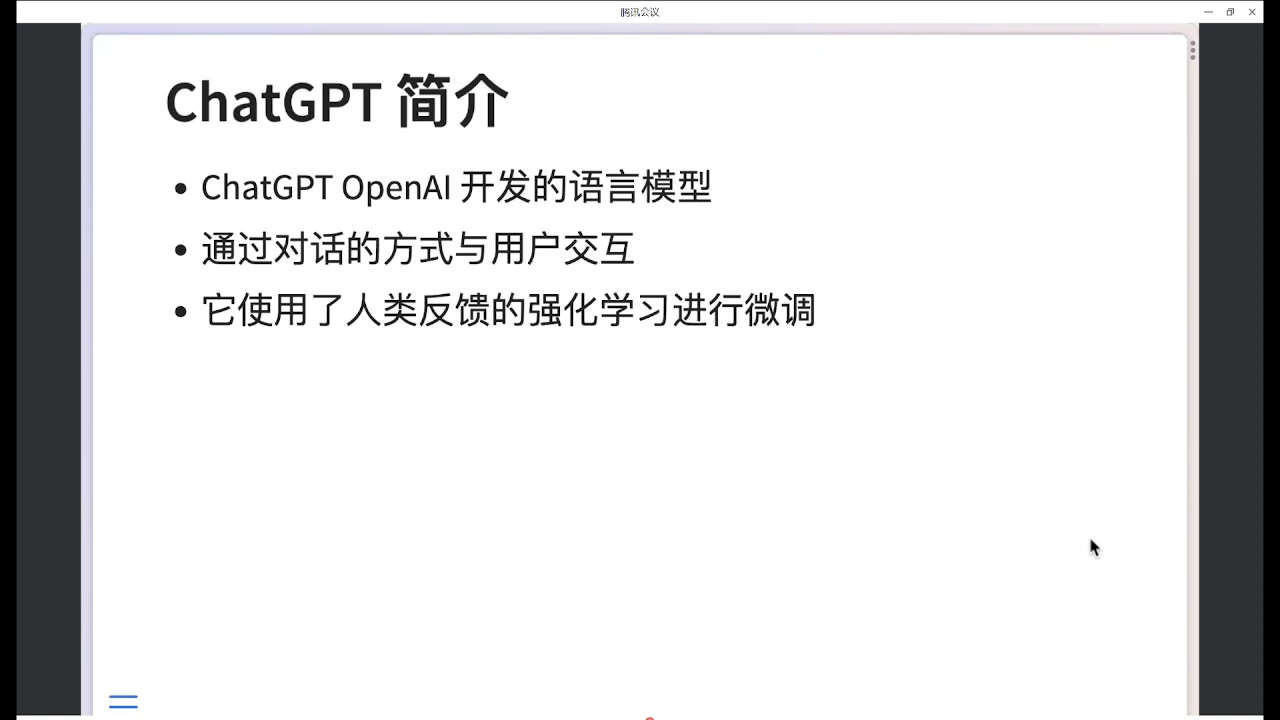 腾讯会议
ChatGPT 简介
ChatGPT OpenAI 开发的语言模型
通过对话的方式与用户交互
它使用了人类反馈的强化学习进行微调